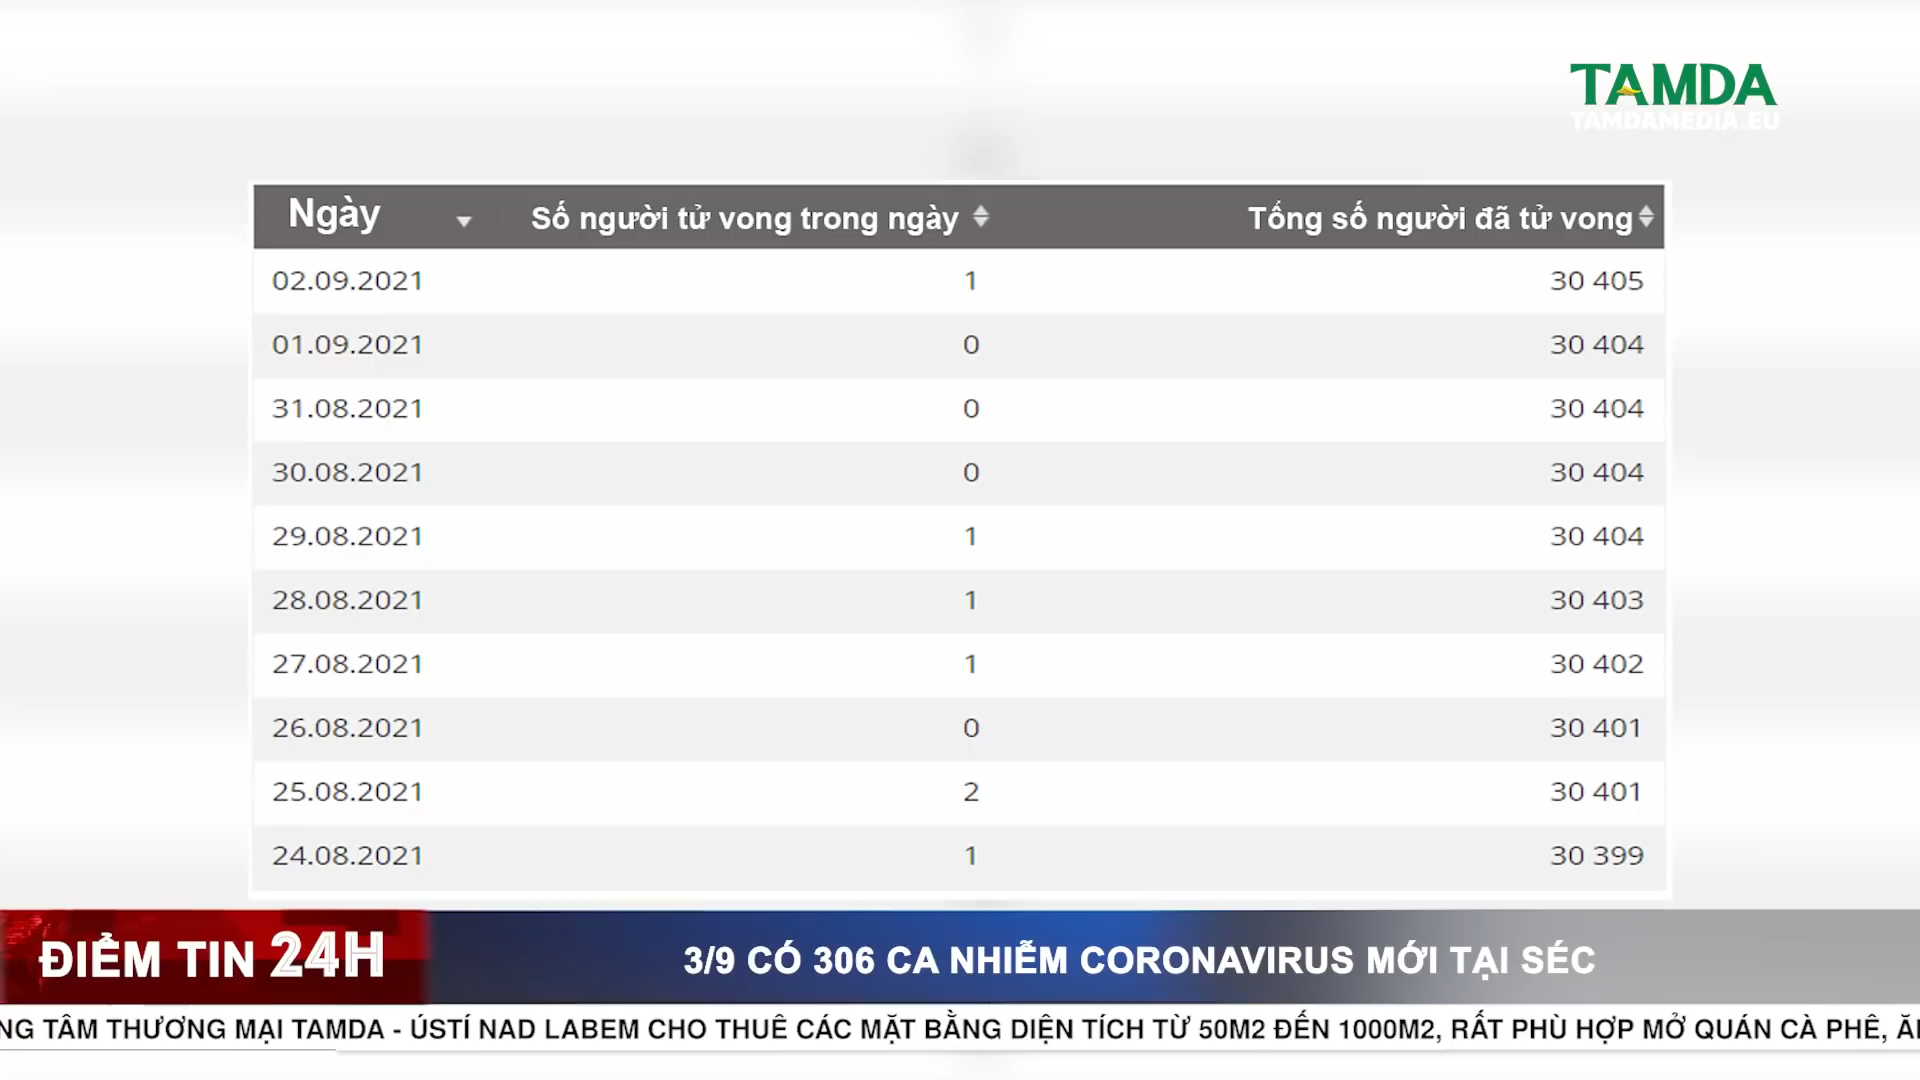 TAMDA
TAMDAMEDIA.EU
Ngày Số người tử vong trong ngày Tổng số người đã tử vong
02.09.2021 1 30 405
01.09.2021 0 30 404
31.08.2021 0 30 404
30.08.2021 0 30 404
29.08.2021 1 30 404
28.08.2021 1 30 403
27.08.2021 1 30 402
26.08.2021 0 30 401
25.08.2021 2 30 401
24.08.2021 1 30 399
ĐIỂM TIN 24H
3/9 CÓ 306 CA NHIỄM CORONAVIRUS MỚI TẠI SÉC
NG TÂM THƯƠNG MẠI TAMDA - ÚSTÍ NAD LABEM CHO THUÊ CÁC MẶT BẰNG DIỆN TÍCH TỪ 50M2 ĐẾN 1000M2, RẤT PHÙ HỢP MỞ QUÁN CÀ PHÊ,